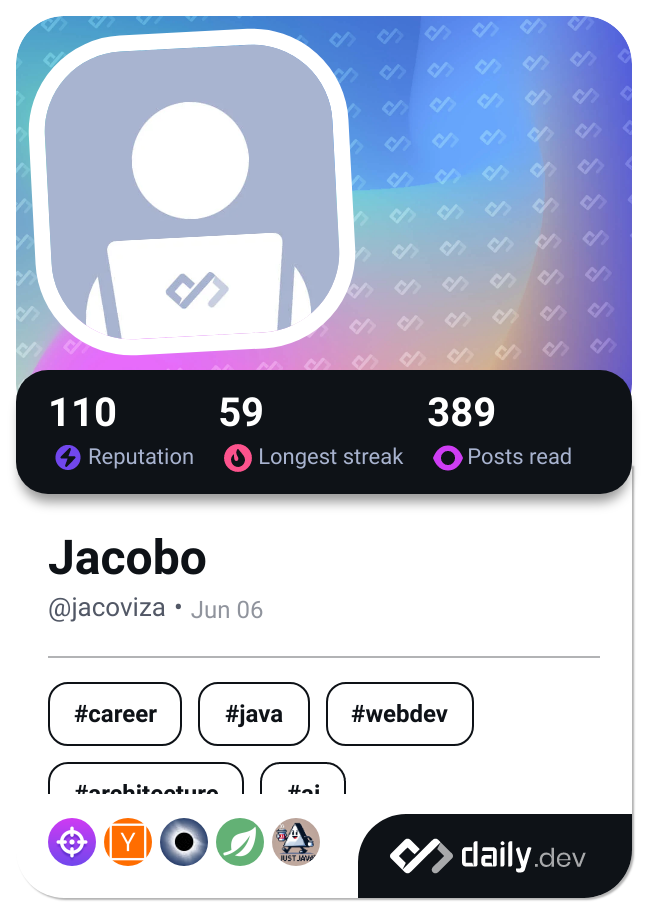 110 59 389
Reputation Longest streak Posts read
Jacobo
@jacoviza • Jun 06
#career #java #webdev
#architecture #ai
Y
JUST JAVA
daily.dev